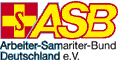 S ASB
Arbeiter-Samariter-Bund
Deutschland e.V.